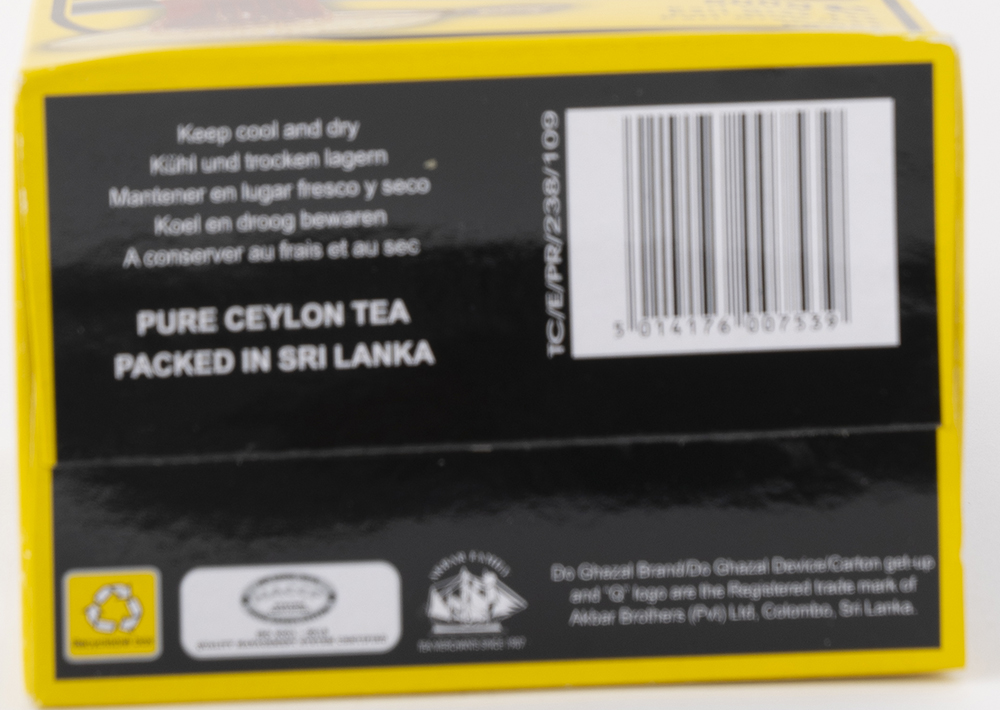 Keep cool and dry
Kühl und trocken lagern
Mantener en lugar fresco y seco
Koel en droog bewaren
A conserver au frais et au sec
PURE CEYLON TEA
PACKED IN SRI LANKA
TC/E/PR/238/109
5 014176 007539
Do Ghazal Brand/Do Ghazal Device/Carton get-up
and "G" logo are the Registered trade mark of
Akbar Brothers (Pvt) Ltd, Colombo, Sri Lanka.